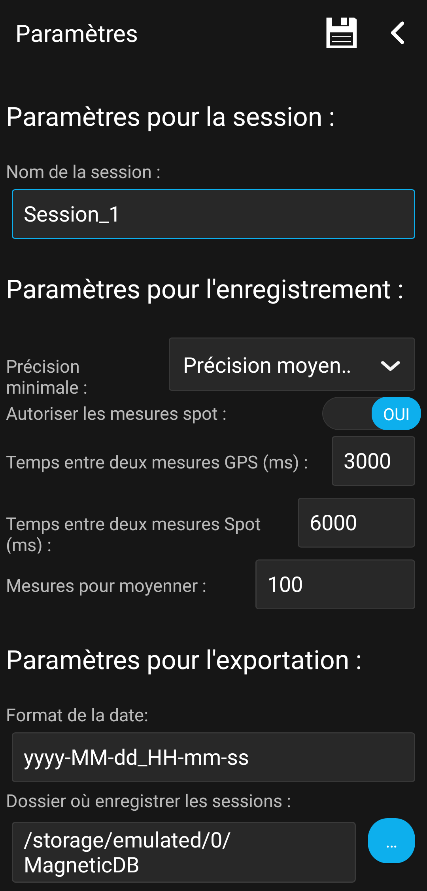 Paramètres
Paramètres pour la session :
Nom de la session :
Session_1
Paramètres pour l'enregistrement :
Précision
minimale :
Précision moyen..
Autoriser les mesures spot :
OUI
Temps entre deux mesures GPS (ms) :
3000
Temps entre deux mesures Spot
(ms) :
6000
Mesures pour moyenner :
100
Paramètres pour l'exportation :
Format de la date:
yyyy-MM-dd_HH-mm-ss
Dossier où enregistrer les sessions :
/storage/emulated/0/
MagneticDB
...